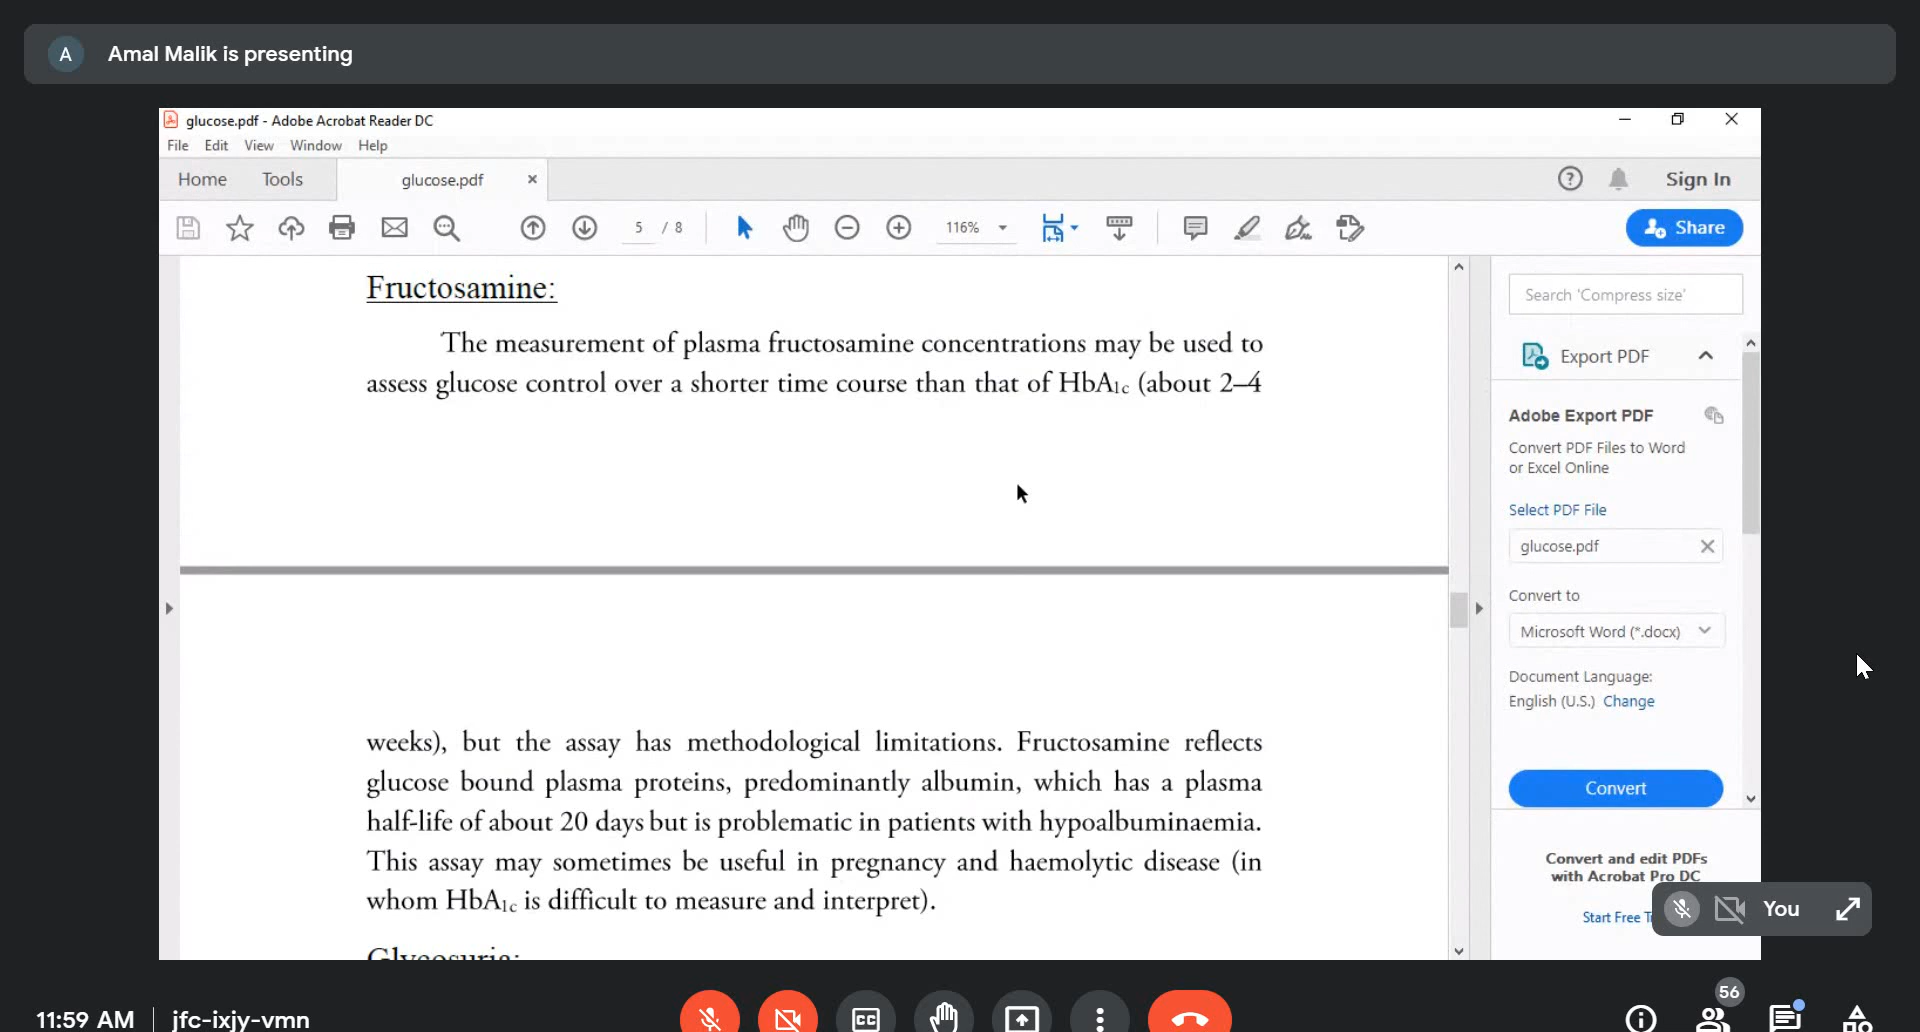 A Amal Malik is presenting
glucose.pdf - Adobe Acrobat Reader DC
File Edit View Window Help
Home Tools glucose.pdf Sign In
5 / 8 116% Share
Fructosamine:
The measurement of plasma fructosamine concentrations may be used to
assess glucose control over a shorter time course than that of HbA1c (about 2–4
weeks), but the assay has methodological limitations. Fructosamine reflects
glucose bound plasma proteins, predominantly albumin, which has a plasma
half-life of about 20 days but is problematic in patients with hypoalbuminaemia.
This assay may sometimes be useful in pregnancy and haemolytic disease (in
whom HbA1c is difficult to measure and interpret).
Glycosuria:
Search 'Compress size'
Export PDF
Adobe Export PDF
Convert PDF Files to Word
or Excel Online
Select PDF File
glucose.pdf
Convert to
Microsoft Word (*.docx)
Document Language:
English (U.S.) Change
Convert
Convert and edit PDFs
with Acrobat Pro DC
Start Free
You
11:59 AM jfc-ixjy-vmn
CC
56